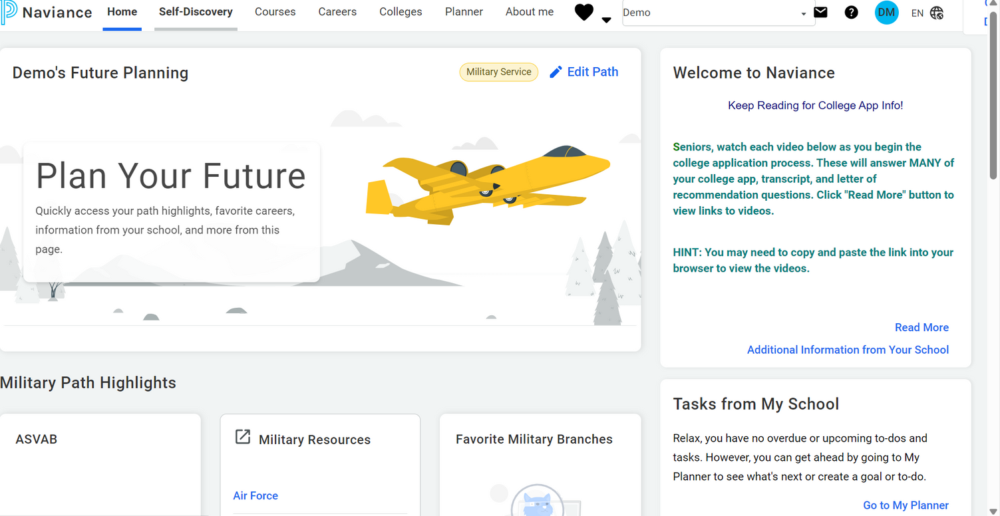 Naviance
Home
Self-Discovery
Courses
Careers
Colleges
Planner
About me
Demo
DM
EN
Demo's Future Planning
Military Service
Edit Path
Plan Your Future
Quickly access your path highlights, favorite careers,
information from your school, and more from this
page.
Military Path Highlights
ASVAB
Military Resources
Air Force
Favorite Military Branches
Welcome to Naviance
Keep Reading for College App Info!
Seniors, watch each video below as you begin the
college application process. These will answer MANY of
your college app, transcript, and letter of
recommendation questions. Click "Read More" button to
view links to videos.
HINT: You may need to copy and paste the link into your
browser to view the videos.
Read More
Additional Information from Your School
Tasks from My School
Relax, you have no overdue or upcoming to-dos and
tasks. However, you can get ahead by going to My
Planner to see what's next or create a goal or to-do.
Go to My Planner